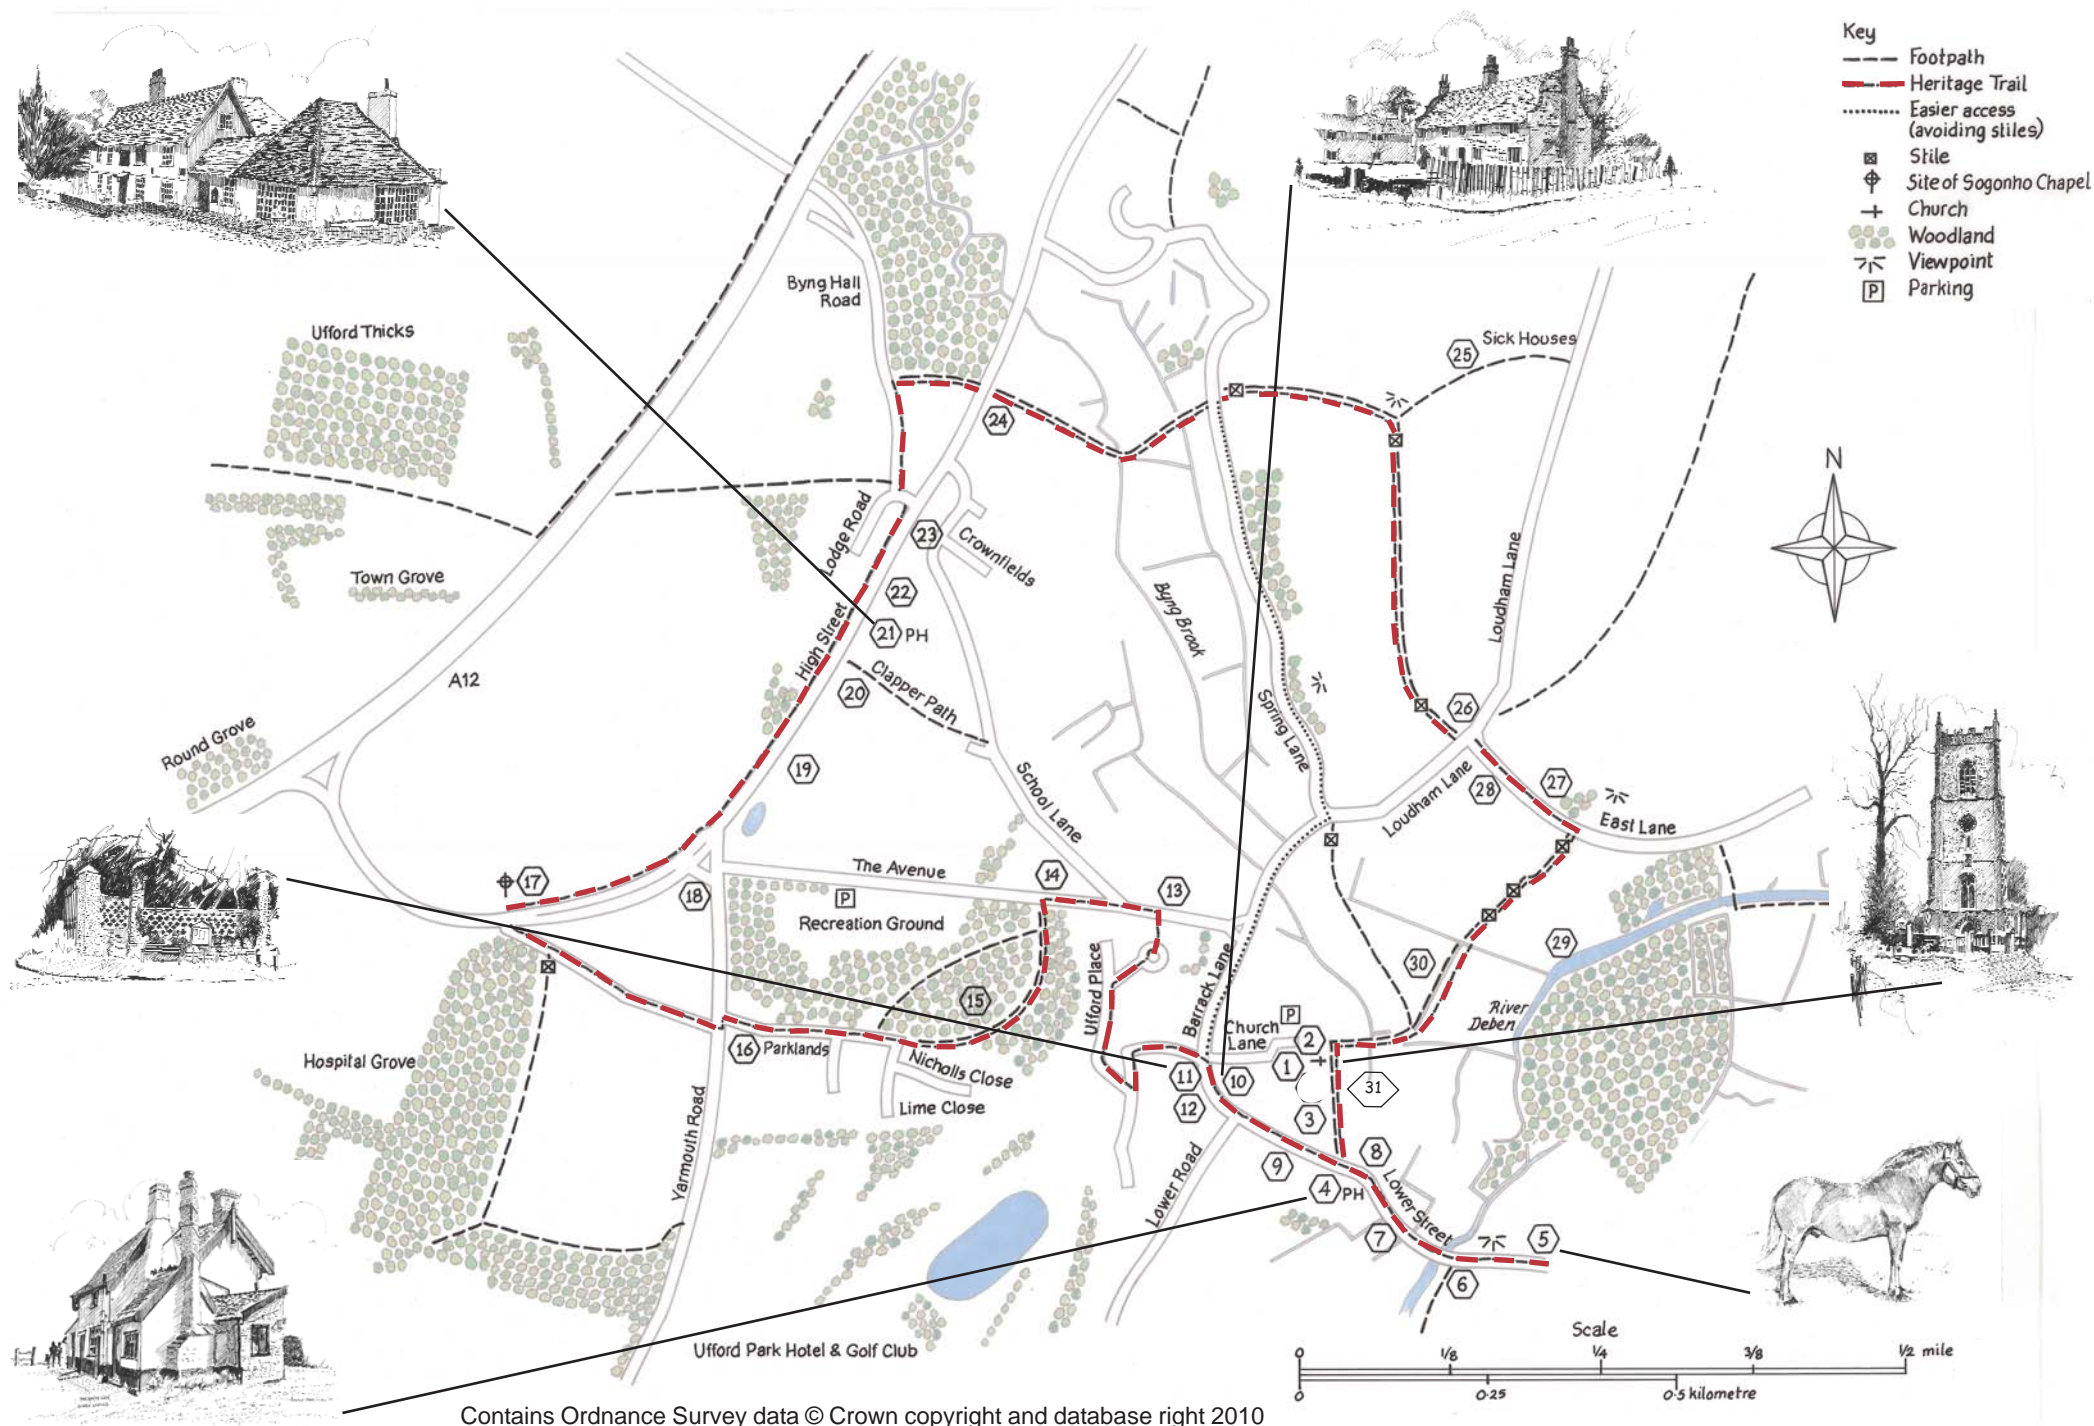 Key
Footpath
Heritage Trail
Easier access
(avoiding stiles)
Stile
Site of Sogonho Chapel
Church
Woodland
Viewpoint
P Parking
Byng Hall
Road
Ufford Thicks
25
Sick Houses
24
N
Lodge Road
23
Crownfields
Town Grove
22
High Street
21 PH
Byng Brook
Loudham Lane
A12
20
Clapper Path
Spring Lane
26
Round Grove
19
School Lane
Loudham Lane
28
27
East Lane
The Avenue
14
13
17
18
P
Recreation Ground
Ufford Place
Barrack Lane
29
30
15
River
Deben
Church
Lane
P
2
16
Parklands
Nicholls Close
Lime Close
Hospital Grove
11
10
1
31
12
3
Yarmouth Road
9
8
Lower Road
4 PH
Lower Street
7
5
6
Ufford Park Hotel & Golf Club
Scale
0 1/8 1/4 3/8 1/2 mile
0 0·25 0·5 kilometre
Contains Ordnance Survey data © Crown copyright and database right 2010